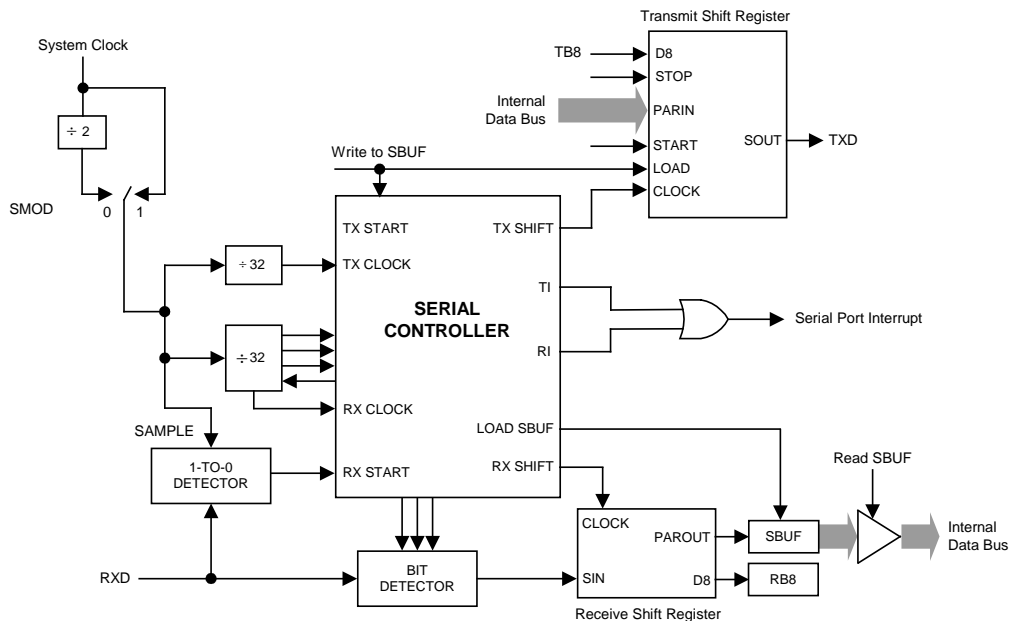 Transmit Shift Register
System Clock
TB8
D8
STOP
Internal
Data Bus
PARIN
÷ 2
START
SOUT
TXD
Write to SBUF
LOAD
CLOCK
SMOD
0
1
TX START
TX SHIFT
÷ 32
TX CLOCK
TI
SERIAL
CONTROLLER
Serial Port Interrupt
÷ 32
RI
RX CLOCK
SAMPLE
LOAD SBUF
1-TO-0
DETECTOR
RX START
RX SHIFT
Read SBUF
CLOCK
PAROUT
SBUF
Internal
Data Bus
RXD
BIT
DETECTOR
SIN
D8
RB8
Receive Shift Register